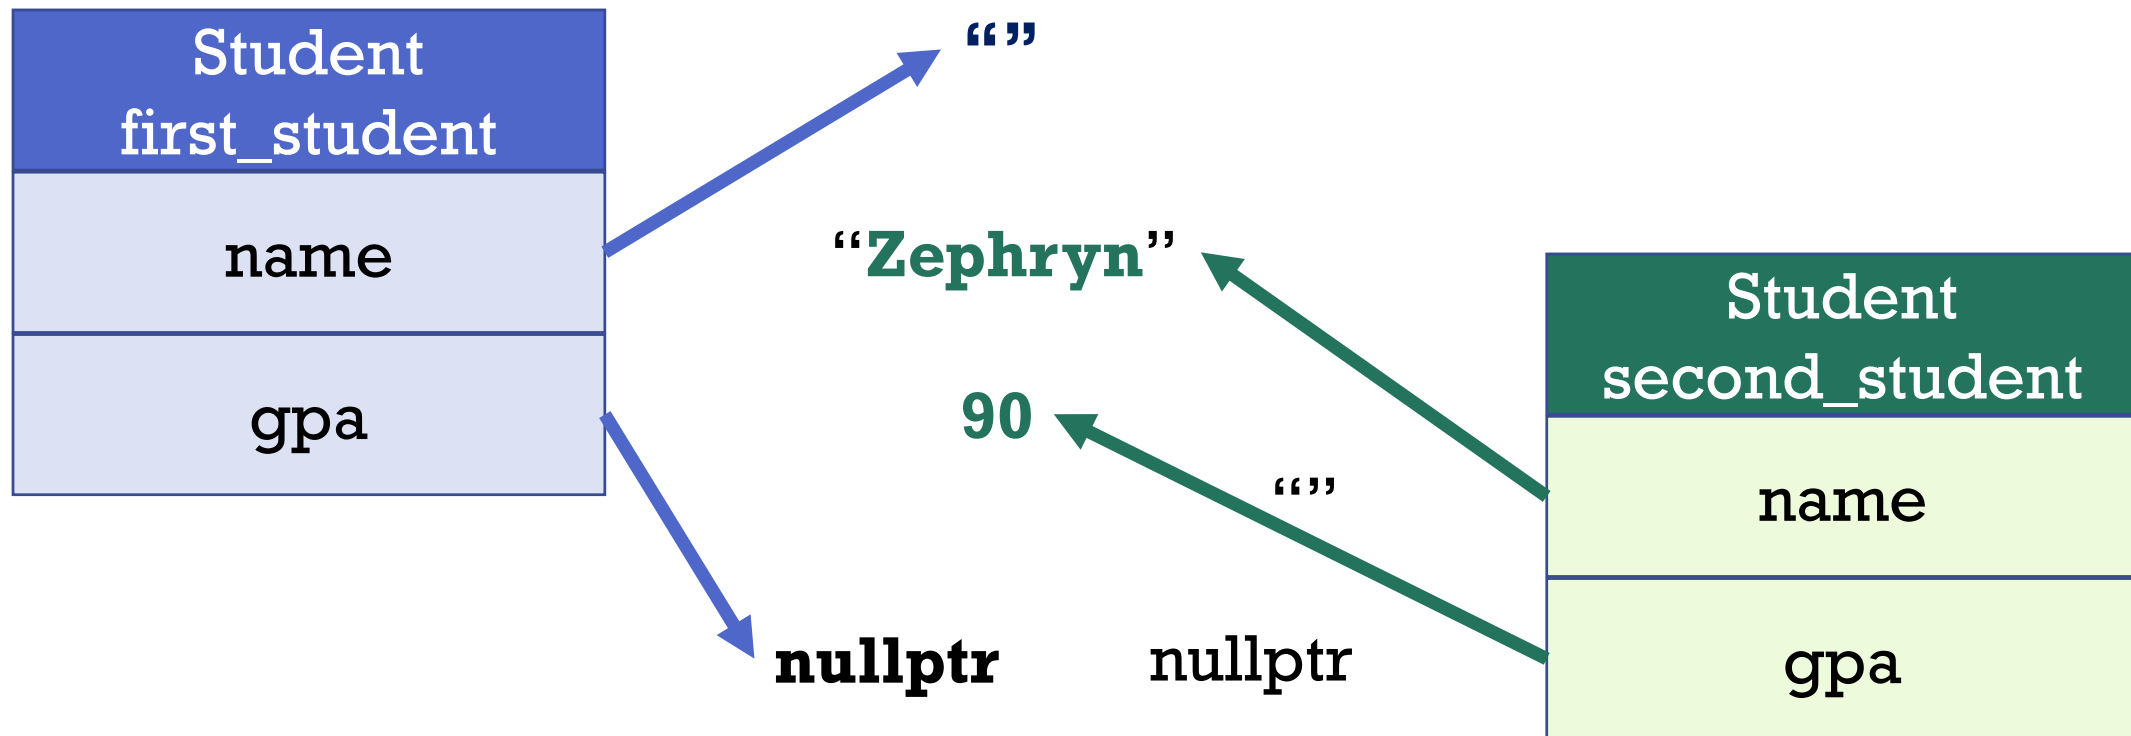 Student
first_student
name
gpa
“”
“Zephryn”
90
“”
nullptr
nullptr
Student
second_student
name
gpa